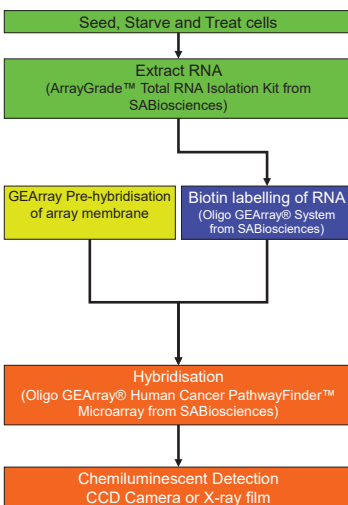 Seed, Starve and Treat cells
Extract RNA
(ArrayGrade™ Total RNA Isolation Kit from
SABiosciences)
GEArray Pre-hybridisation
of array membrane
Biotin labelling of RNA
(Oligo GEArray® System
from SABiosciences)
Hybridisation
(Oligo GEArray® Human Cancer PathwayFinder™
Microarray from SABiosciences)
Chemiluminescent Detection
CCD Camera or X-ray film